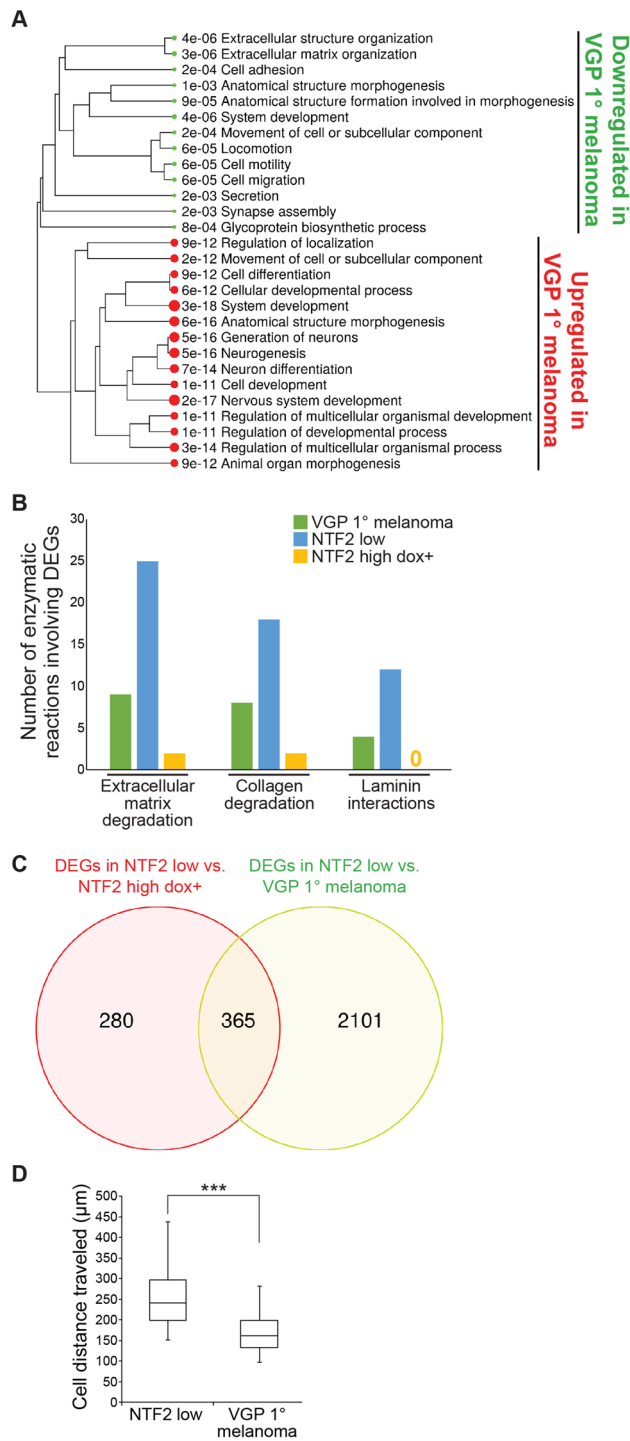 A
4e-06 Extracellular structure organization
3e-06 Extracellular matrix organization
2e-04 Cell adhesion
1e-03 Anatomical structure morphogenesis
9e-05 Anatomical structure formation involved in morphogenesis
4e-06 System development
2e-04 Movement of cell or subcellular component
6e-05 Locomotion
6e-05 Cell motility
6e-05 Cell migration
2e-03 Secretion
2e-03 Synapse assembly
8e-04 Glycoprotein biosynthetic process
Downregulated in
VGP 1° melanoma
9e-12 Regulation of localization
2e-12 Movement of cell or subcellular component
9e-12 Cell differentiation
6e-12 Cellular developmental process
3e-18 System development
6e-16 Anatomical structure morphogenesis
5e-16 Generation of neurons
5e-16 Neurogenesis
7e-14 Neuron differentiation
1e-11 Cell development
2e-17 Nervous system development
1e-11 Regulation of multicellular organismal development
1e-11 Regulation of developmental process
3e-14 Regulation of multicellular organismal process
9e-12 Animal organ morphogenesis
Upregulated in
VGP 1° melanoma
B
Number of enzymatic
reactions involving DEGs
30
25
20
15
10
5
0
VGP 1° melanoma
NTF2 low
NTF2 high dox+
0
Extracellular
matrix
degradation
Collagen
degradation
Laminin
interactions
C
DEGs in NTF2 low vs.
NTF2 high dox+
DEGs in NTF2 low vs.
VGP 1° melanoma
280
365
2101
D
Cell distance traveled (µm)
500
450
400
350
300
250
200
150
100
50
0
***
NTF2 low
VGP 1°
melanoma